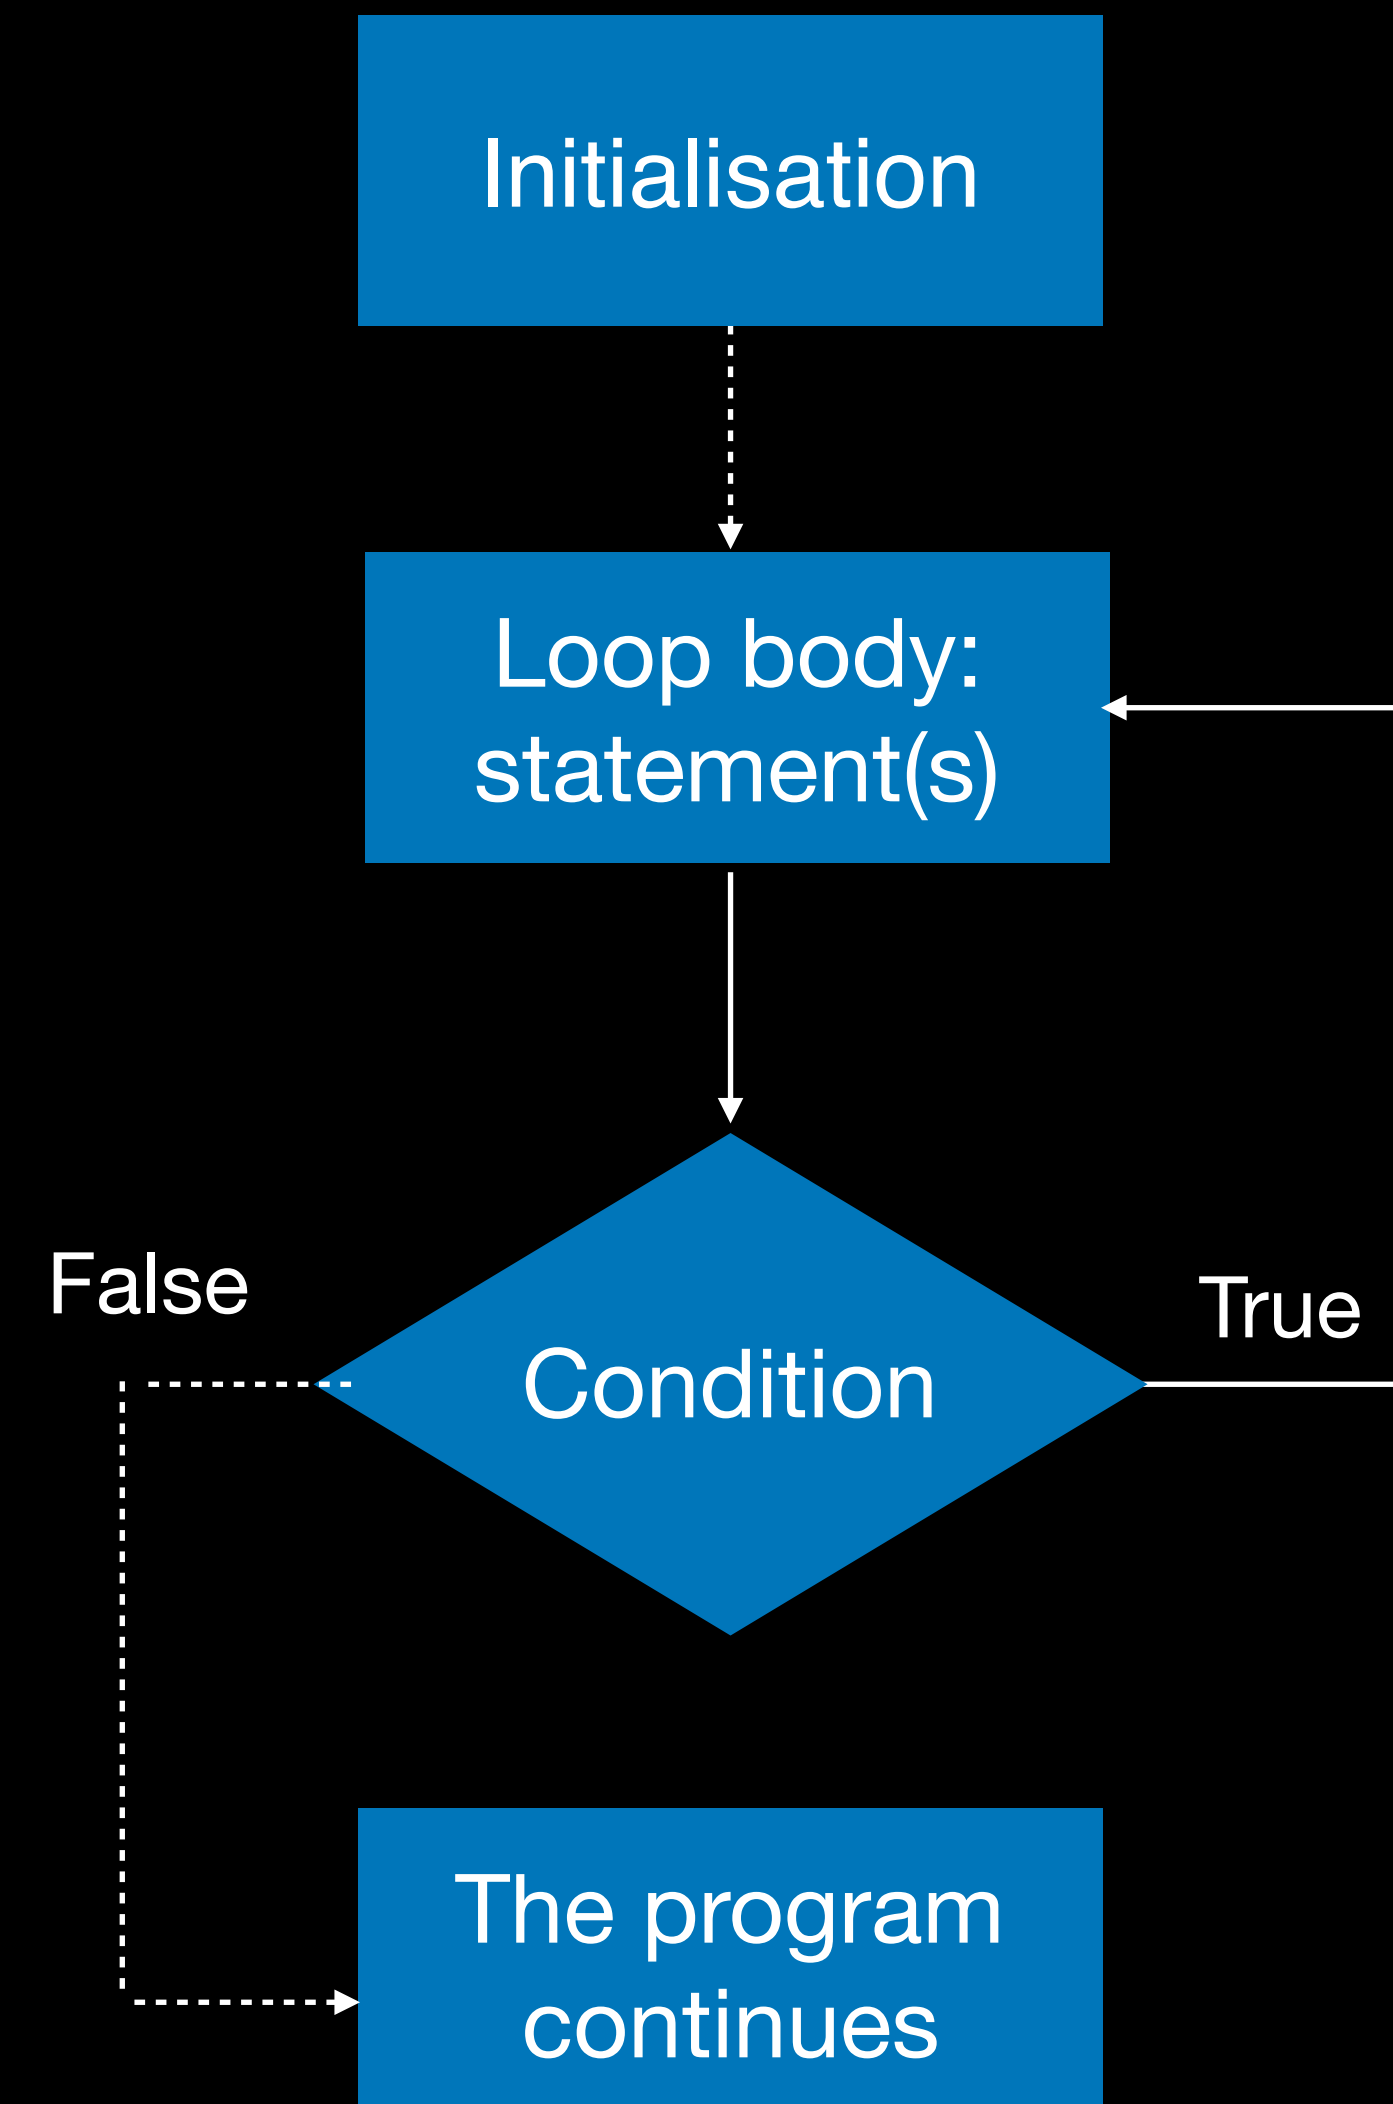 Initialisation
Loop body:
statement(s)
False
True
Condition
The program
continues